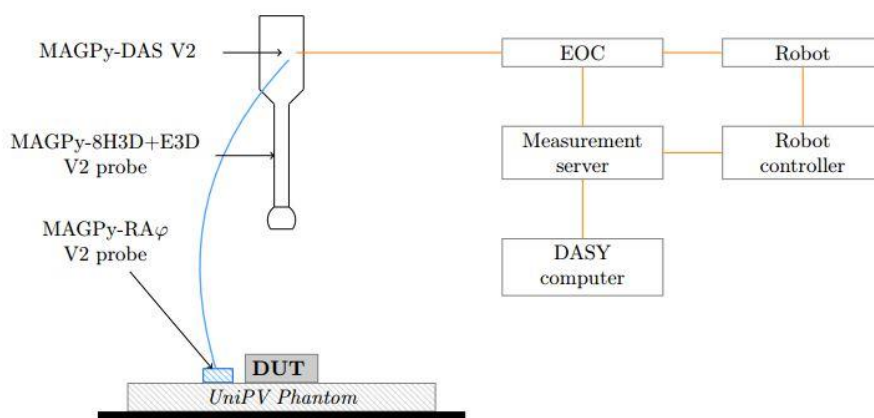 MAGPy-DAS V2
EOC
Robot
MAGPy-8H3D+E3D
V2 probe
Measurement
server
Robot
controller
MAGPy-RAφ
V2 probe
DASY
computer
DUT
UniPV Phantom